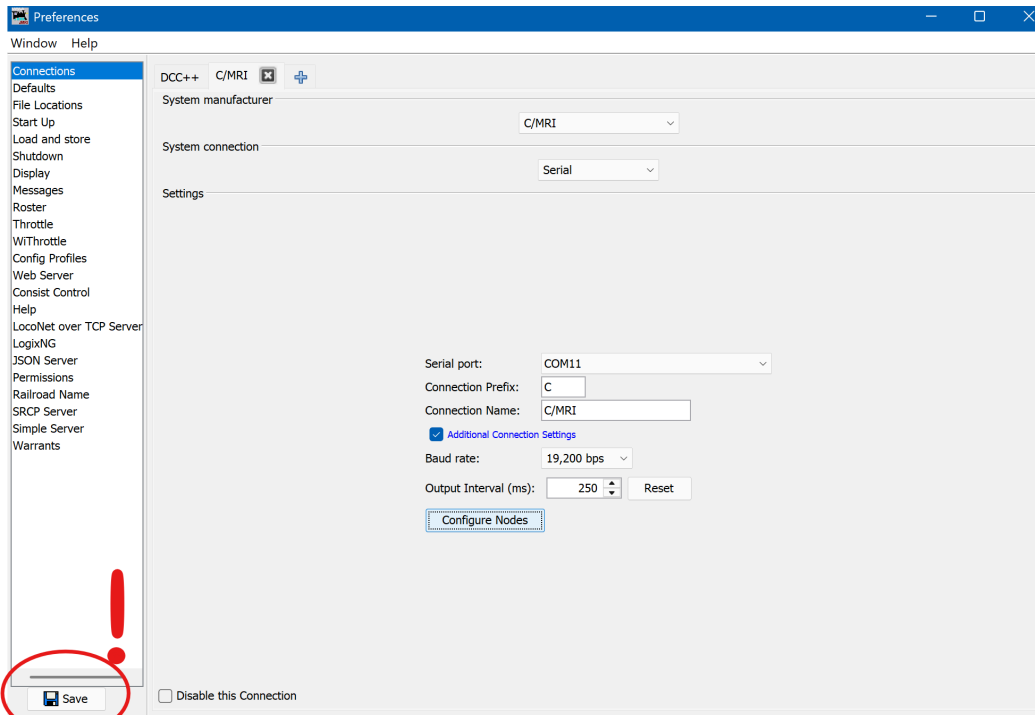 Preferences
Window Help
Connections
Defaults
File Locations
Start Up
Load and store
Shutdown
Display
Messages
Roster
Throttle
WiThrottle
Config Profiles
Web Server
Consist Control
Help
LocoNet over TCP Server
LogixNG
JSON Server
Permissions
Railroad Name
SRCP Server
Simple Server
Warrants
Save
DCC++ C/MRI
System manufacturer
C/MRI
System connection
Serial
Settings
Serial port: COM11
Connection Prefix: C
Connection Name: C/MRI
Additional Connection Settings
Baud rate: 19,200 bps
Output Interval (ms): 250 Reset
Configure Nodes
Disable this Connection
!